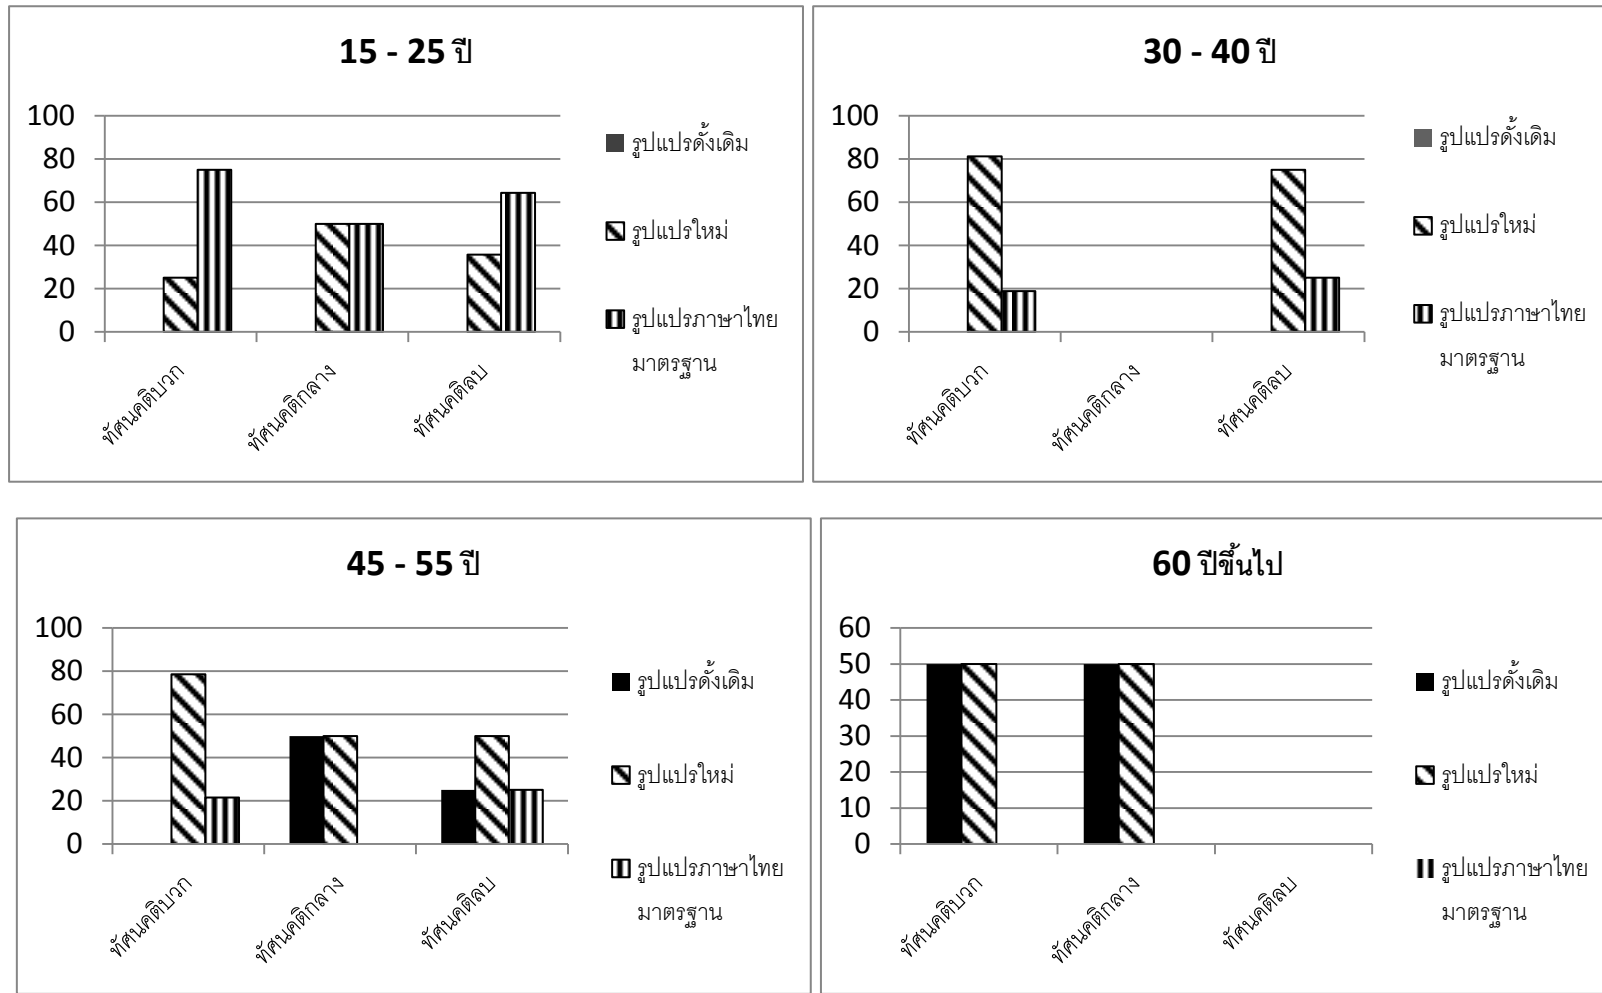 15 - 25 ปี
100
80
60
40
20
0
ทัศนคติบวก
ทัศนคติกลาง
ทัศนคติลบ
รูปแปรดั้งเดิม
รูปแปรใหม่
รูปแปรภาษาไทย
มาตรฐาน
30 - 40 ปี
100
80
60
40
20
0
ทัศนคติบวก
ทัศนคติกลาง
ทัศนคติลบ
รูปแปรดั้งเดิม
รูปแปรใหม่
รูปแปรภาษาไทย
มาตรฐาน
45 - 55 ปี
100
80
60
40
20
0
ทัศนคติบวก
ทัศนคติกลาง
ทัศนคติลบ
รูปแปรดั้งเดิม
รูปแปรใหม่
รูปแปรภาษาไทย
มาตรฐาน
60 ปีขึ้นไป
60
50
40
30
20
10
0
ทัศนคติบวก
ทัศนคติกลาง
ทัศนคติลบ
รูปแปรดั้งเดิม
รูปแปรใหม่
รูปแปรภาษาไทย
มาตรฐาน